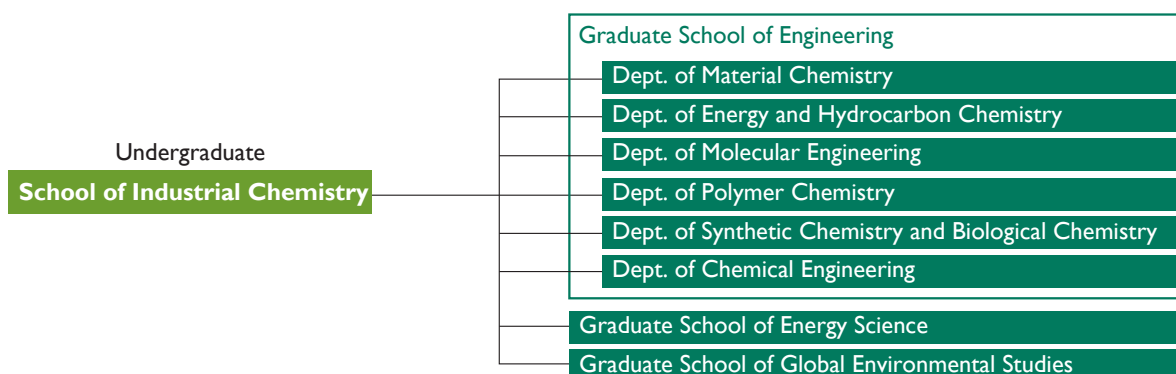 Graduate School of Engineering
Dept. of Material Chemistry
Dept. of Energy and Hydrocarbon Chemistry
Undergraduate
Dept. of Molecular Engineering
School of Industrial Chemistry
Dept. of Polymer Chemistry
Dept. of Synthetic Chemistry and Biological Chemistry
Dept. of Chemical Engineering
Graduate School of Energy Science
Graduate School of Global Environmental Studies